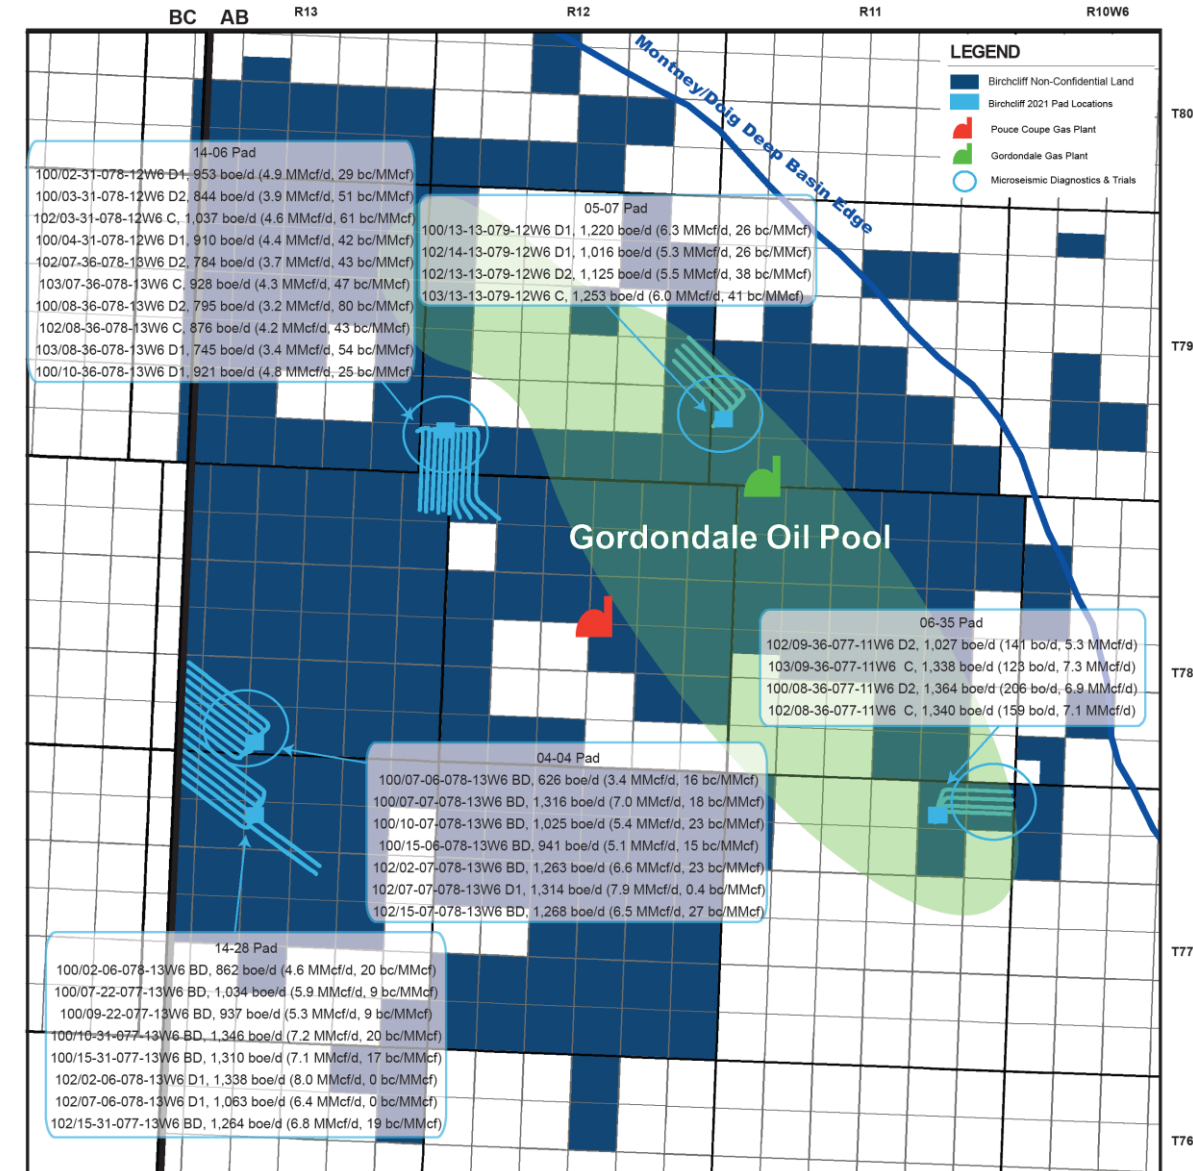 BC AB R13 R12 R11 R10W6
Montney/Doig Deep Basin Edge
LEGEND
Birchcliff Non-Confidential Land
Birchcliff 2021 Pad Locations
Pouce Coupe Gas Plant
Gordondale Gas Plant
Microseismic Diagnostics & Trials
T80
14-06 Pad
100/02-31-078-12W6 D1, 953 boe/d (4.9 MMcf/d, 29 bc/MMcf)
100/03-31-078-12W6 D2, 844 boe/d (3.9 MMcf/d, 51 bc/MMcf)
102/03-31-078-12W6 C, 1,037 boe/d (4.6 MMcf/d, 61 bc/MMcf)
100/04-31-078-12W6 D1, 910 boe/d (4.4 MMcf/d, 42 bc/MMcf)
102/07-36-078-13W6 D2, 784 boe/d (3.7 MMcf/d, 43 bc/MMcf)
103/07-36-078-13W6 C, 928 boe/d (4.3 MMcf/d, 47 bc/MMcf)
100/08-36-078-13W6 D2, 795 boe/d (3.2 MMcf/d, 80 bc/MMcf)
102/08-36-078-13W6 C, 876 boe/d (4.2 MMcf/d, 43 bc/MMcf)
103/08-36-078-13W6 D1, 745 boe/d (3.4 MMcf/d, 54 bc/MMcf)
100/10-36-078-13W6 D1, 921 boe/d (4.8 MMcf/d, 25 bc/MMcf)
05-07 Pad
100/13-13-079-12W6 D1, 1,220 boe/d (6.3 MMcf/d, 26 bc/MMcf)
102/14-13-079-12W6 D1, 1,016 boe/d (5.3 MMcf/d, 26 bc/MMcf)
102/13-13-079-12W6 D2, 1,125 boe/d (5.5 MMcf/d, 38 bc/MMcf)
103/13-13-079-12W6 C, 1,253 boe/d (6.0 MMcf/d, 41 bc/MMcf)
T79
Gordondale Oil Pool
06-35 Pad
102/09-36-077-11W6 D2, 1,027 boe/d (141 bo/d, 5.3 MMcf/d)
103/09-36-077-11W6 C, 1,338 boe/d (123 bo/d, 7.3 MMcf/d)
100/08-36-077-11W6 D2, 1,364 boe/d (206 bo/d, 6.9 MMcf/d)
102/08-36-077-11W6 C, 1,340 boe/d (159 bo/d, 7.1 MMcf/d)
T78
04-04 Pad
100/07-06-078-13W6 BD, 626 boe/d (3.4 MMcf/d, 16 bc/MMcf)
100/07-07-078-13W6 BD, 1,316 boe/d (7.0 MMcf/d, 18 bc/MMcf)
100/10-07-078-13W6 BD, 1,025 boe/d (5.4 MMcf/d, 23 bc/MMcf)
100/15-06-078-13W6 BD, 941 boe/d (5.1 MMcf/d, 15 bc/MMcf)
102/02-07-078-13W6 BD, 1,263 boe/d (6.6 MMcf/d, 23 bc/MMcf)
102/07-07-078-13W6 D1, 1,314 boe/d (7.9 MMcf/d, 0.4 bc/MMcf)
102/15-07-078-13W6 BD, 1,268 boe/d (6.5 MMcf/d, 27 bc/MMcf)
14-28 Pad
100/02-06-078-13W6 BD, 862 boe/d (4.6 MMcf/d, 20 bc/MMcf)
100/07-22-077-13W6 BD, 1,034 boe/d (5.9 MMcf/d, 9 bc/MMcf)
100/09-22-077-13W6 BD, 937 boe/d (5.3 MMcf/d, 9 bc/MMcf)
100/10-31-077-13W6 BD, 1,346 boe/d (7.2 MMcf/d, 20 bc/MMcf)
100/15-31-077-13W6 BD, 1,310 boe/d (7.1 MMcf/d, 17 bc/MMcf)
102/02-06-078-13W6 D1, 1,338 boe/d (8.0 MMcf/d, 0 bc/MMcf)
102/07-06-078-13W6 D1, 1,063 boe/d (6.4 MMcf/d, 0 bc/MMcf)
102/15-31-077-13W6 BD, 1,264 boe/d (6.8 MMcf/d, 19 bc/MMcf)
T77
T76